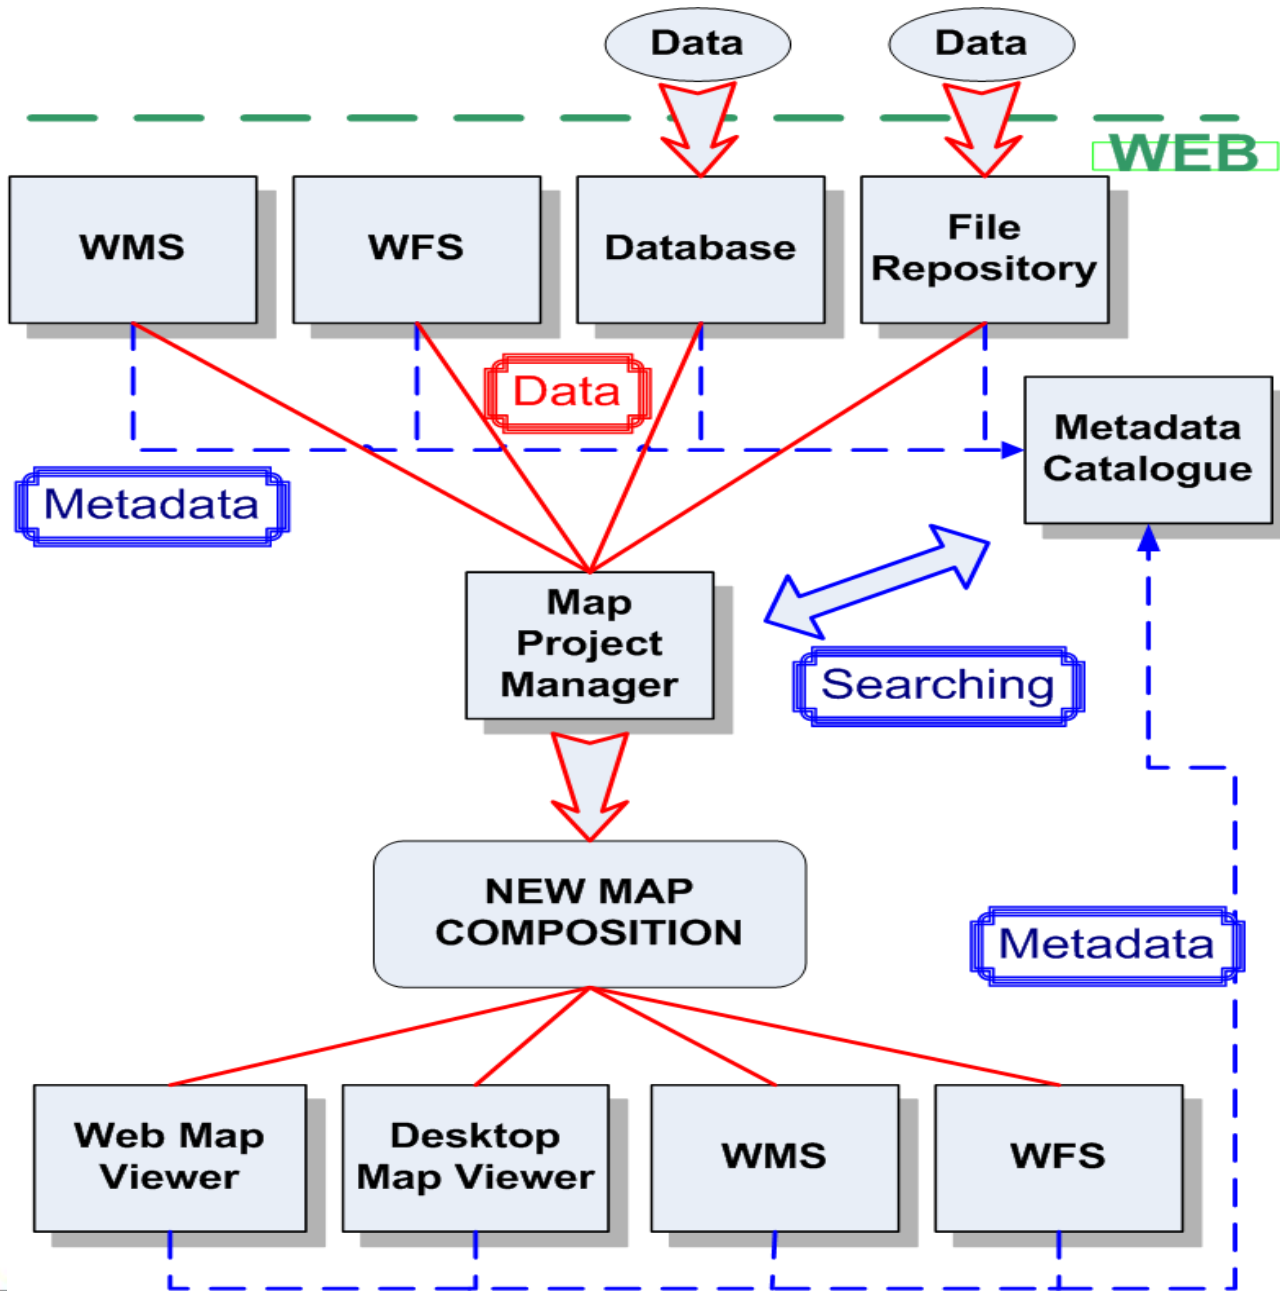 Data
Data
WEB
WMS
WFS
Database
File
Repository
Data
Metadata
Catalogue
Metadata
Map
Project
Manager
Searching
NEW MAP
COMPOSITION
Metadata
Web Map
Viewer
Desktop
Map Viewer
WMS
WFS